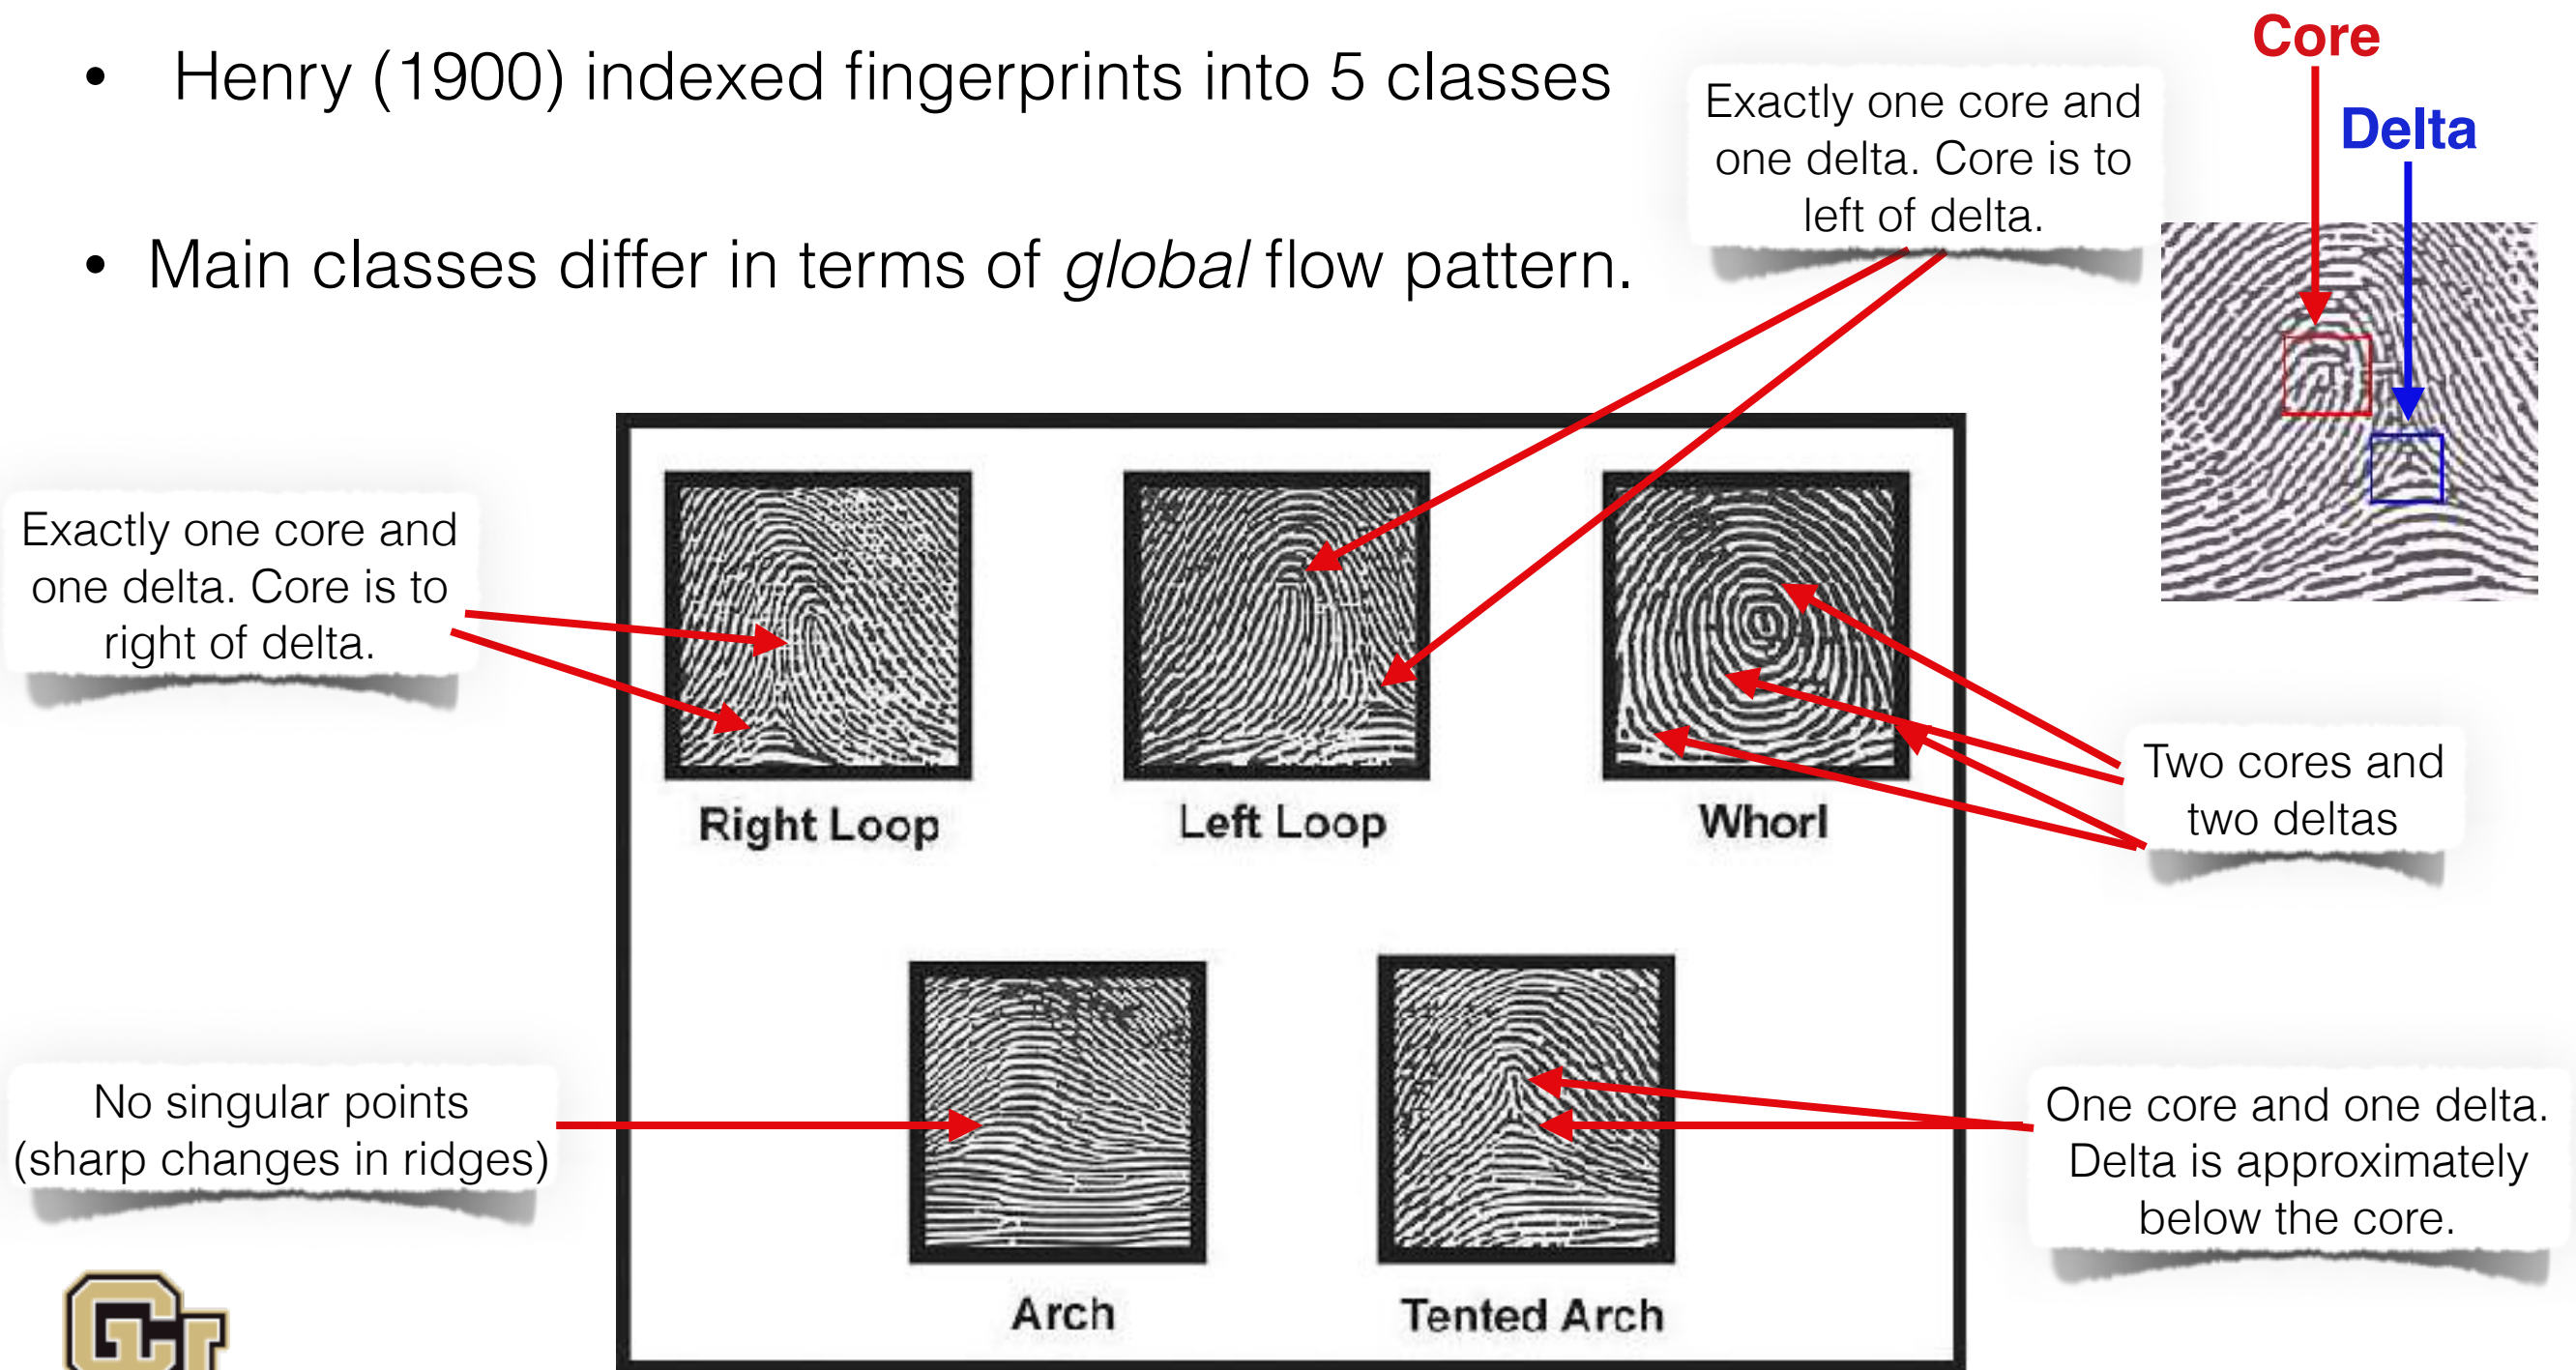 • Henry (1900) indexed fingerprints into 5 classes
• Main classes differ in terms of global flow pattern.
Exactly one core and
one delta. Core is to
left of delta.
Core
Delta
Exactly one core and
one delta. Core is to
right of delta.
Right Loop
Left Loop
Whorl
Two cores and
two deltas
No singular points
(sharp changes in ridges)
Arch
Tented Arch
One core and one delta.
Delta is approximately
below the core.